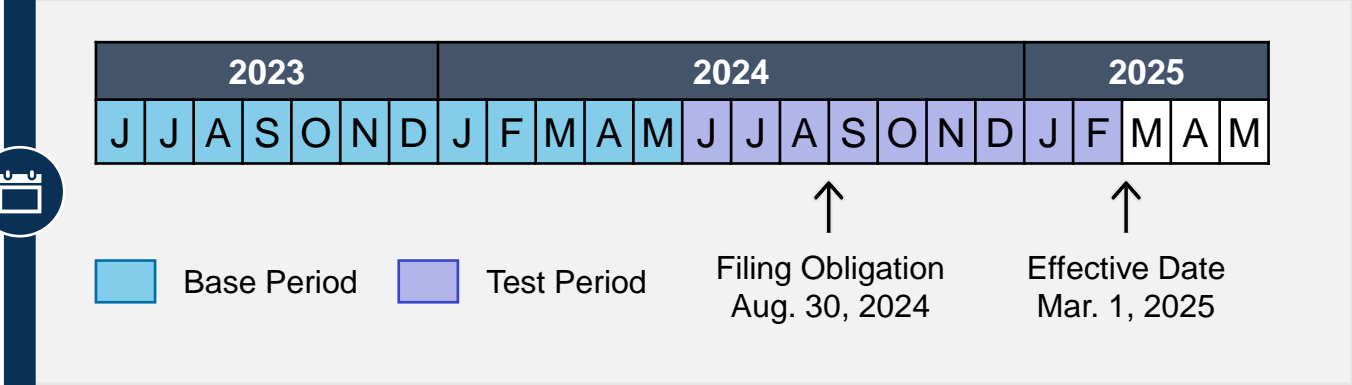 2023 2024 2025
J J A S O N D J F M A M J J A S O N D J F M A M
Base Period Test Period Filing Obligation Effective Date
Aug. 30, 2024 Mar. 1, 2025